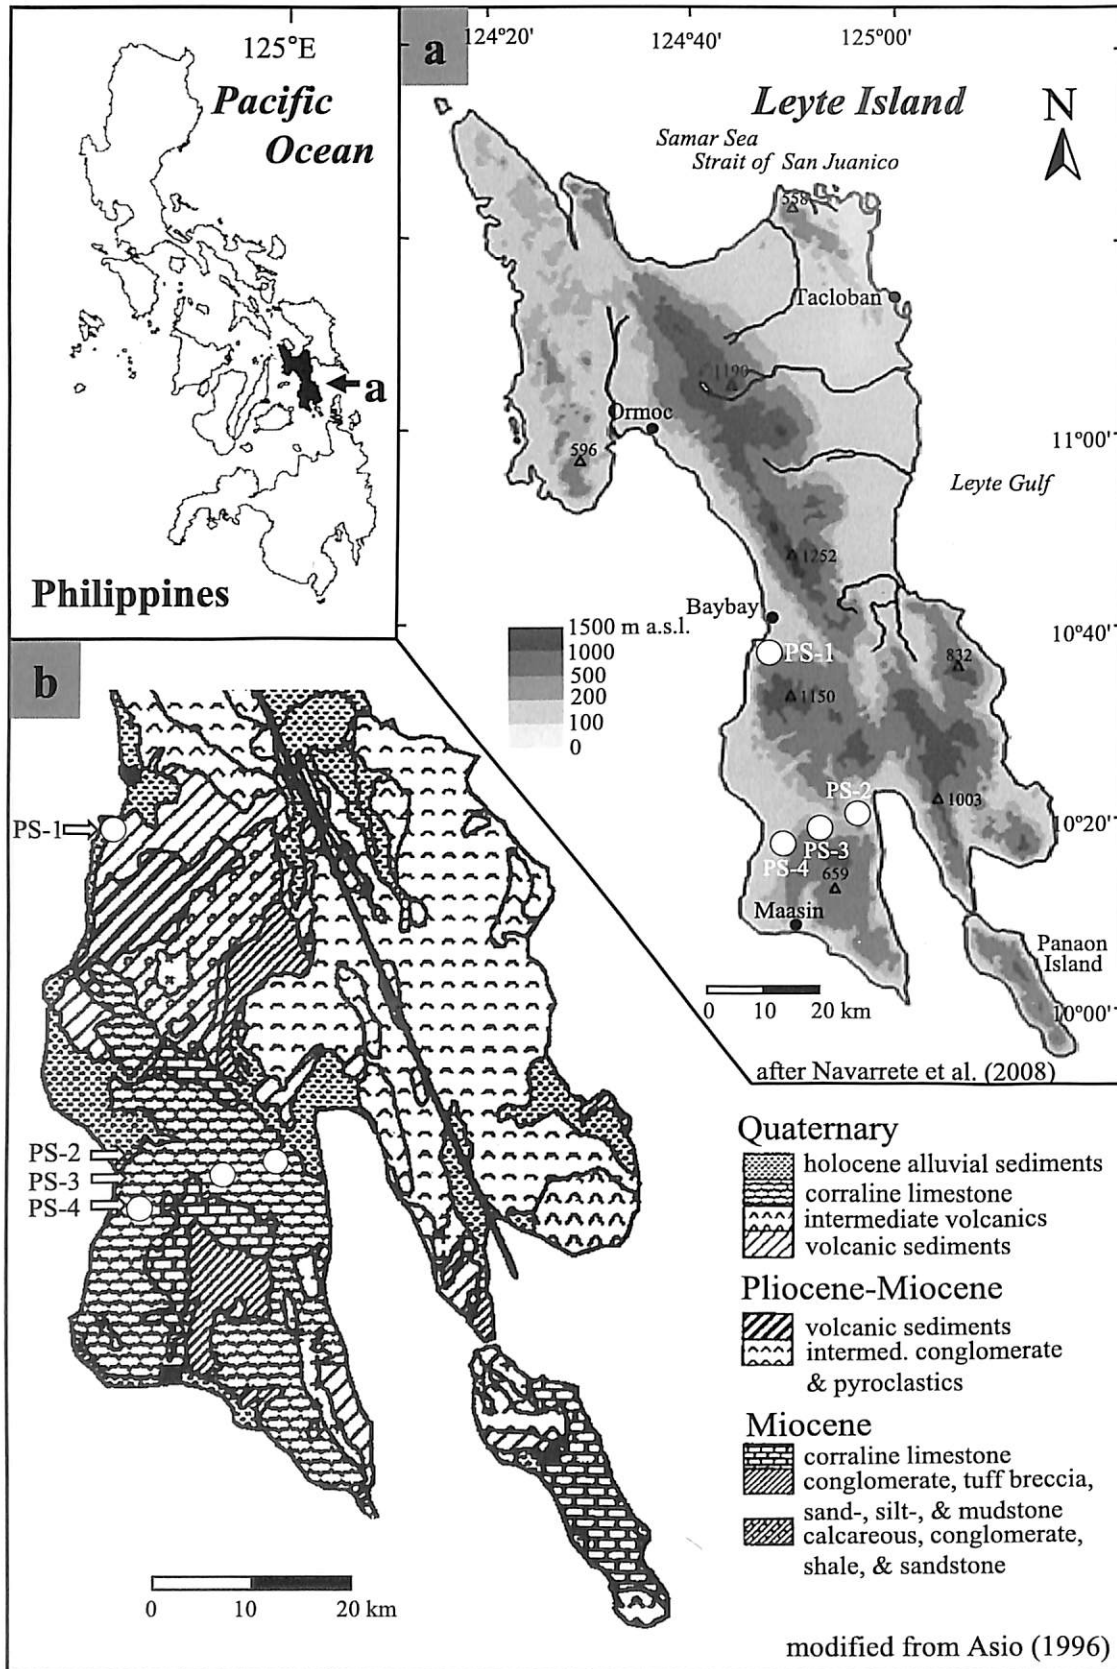 125°E
Pacific
Ocean
a
Philippines
a
124°20'
124°40'
125°00'
Leyte Island
N
Samar Sea
Strait of San Juanico
558
Tacloban
1190
Ormoc
596
11°00'
Leyte Gulf
1252
Baybay
10°40'
1500 m a.s.l.
1000
500
200
100
0
PS-1
832
1150
PS-2
1003
10°20'
PS-3
PS-4
659
Maasin
Panaon
Island
0 10 20 km
10°00'
after Navarrete et al. (2008)
b
PS-1
PS-2
PS-3
PS-4
0 10 20 km
Quaternary
holocene alluvial sediments
corraline limestone
intermediate volcanics
volcanic sediments
Pliocene-Miocene
volcanic sediments
intermed. conglomerate
& pyroclastics
Miocene
corraline limestone
conglomerate, tuff breccia,
sand-, silt-, & mudstone
calcareous, conglomerate,
shale, & sandstone
modified from Asio (1996)